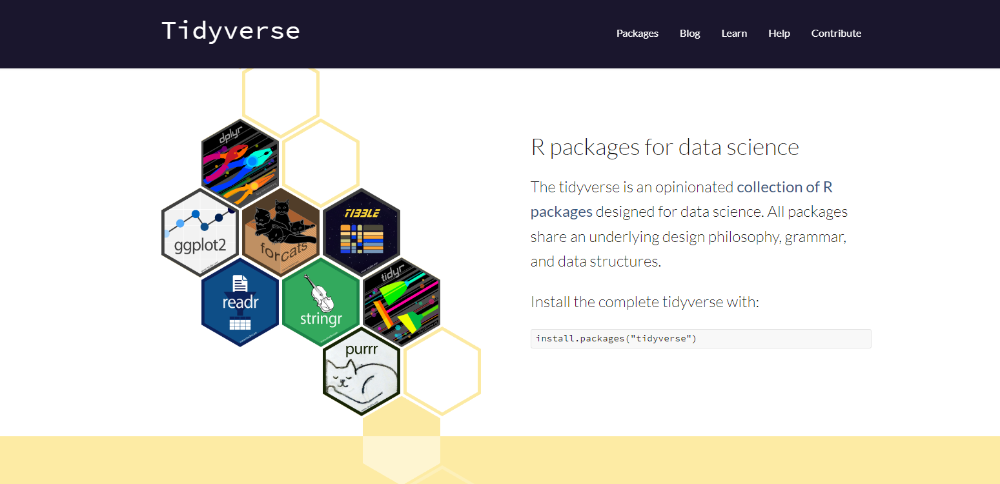 Tidyverse
Packages
Blog
Learn
Help
Contribute
dplyr
ggplot2
forcats
TIBBLE
readr
stringr
tidyr
purrr
R packages for data science
The tidyverse is an opinionated collection of R
packages designed for data science. All packages
share an underlying design philosophy, grammar,
and data structures.
Install the complete tidyverse with:
install.packages("tidyverse")